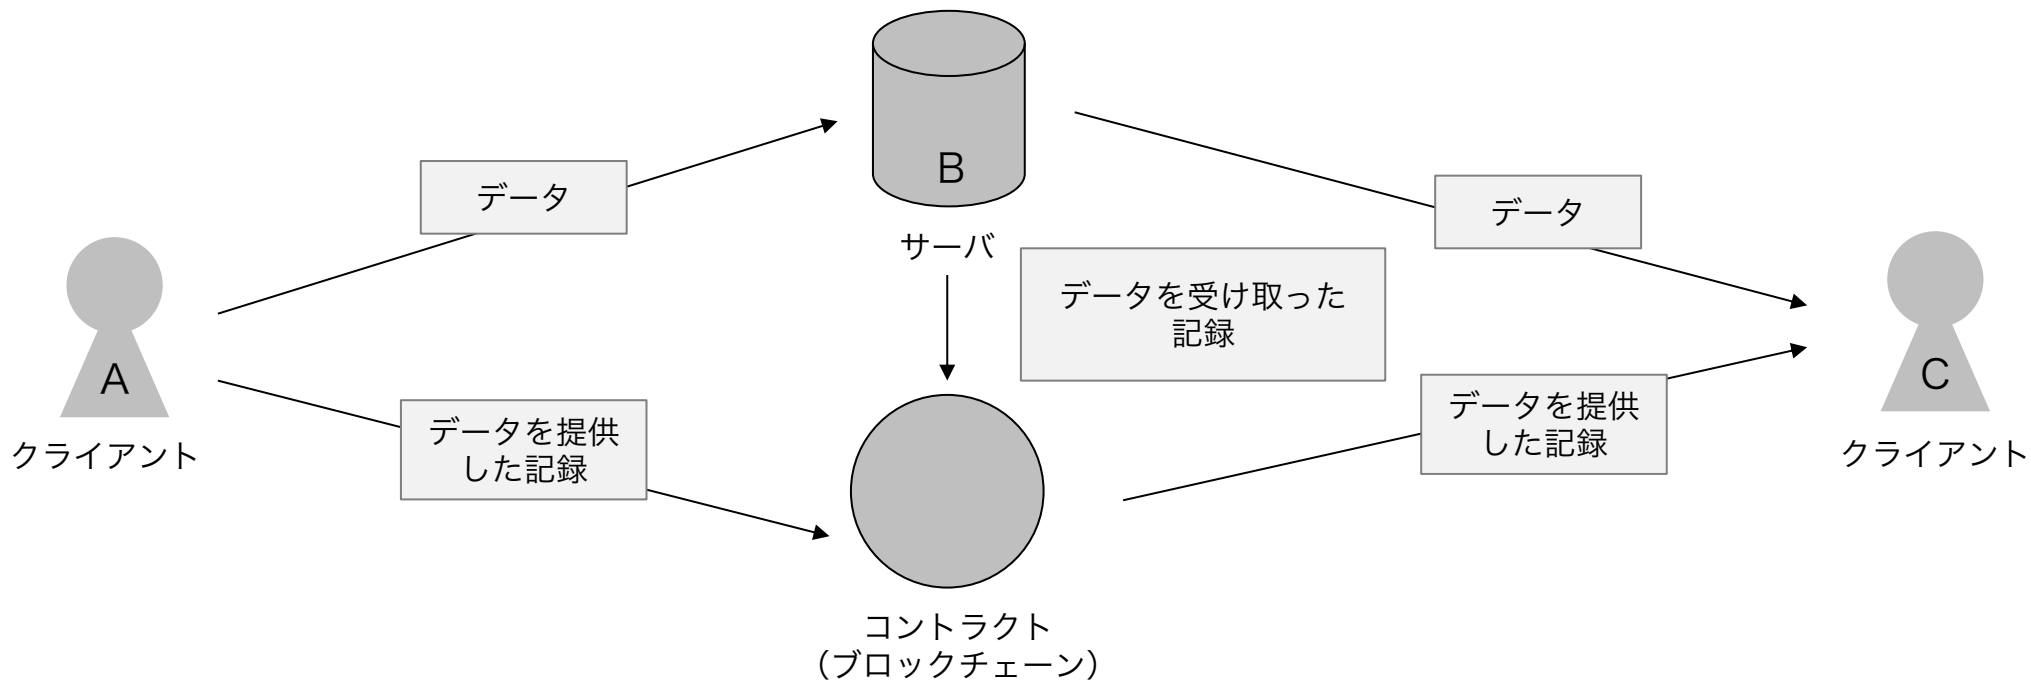 B
サーバ
データ
データ
データを受け取った
記録
A
クライアント
データを提供
した記録
データを提供
した記録
C
クライアント
コントラクト
（ブロックチェーン）